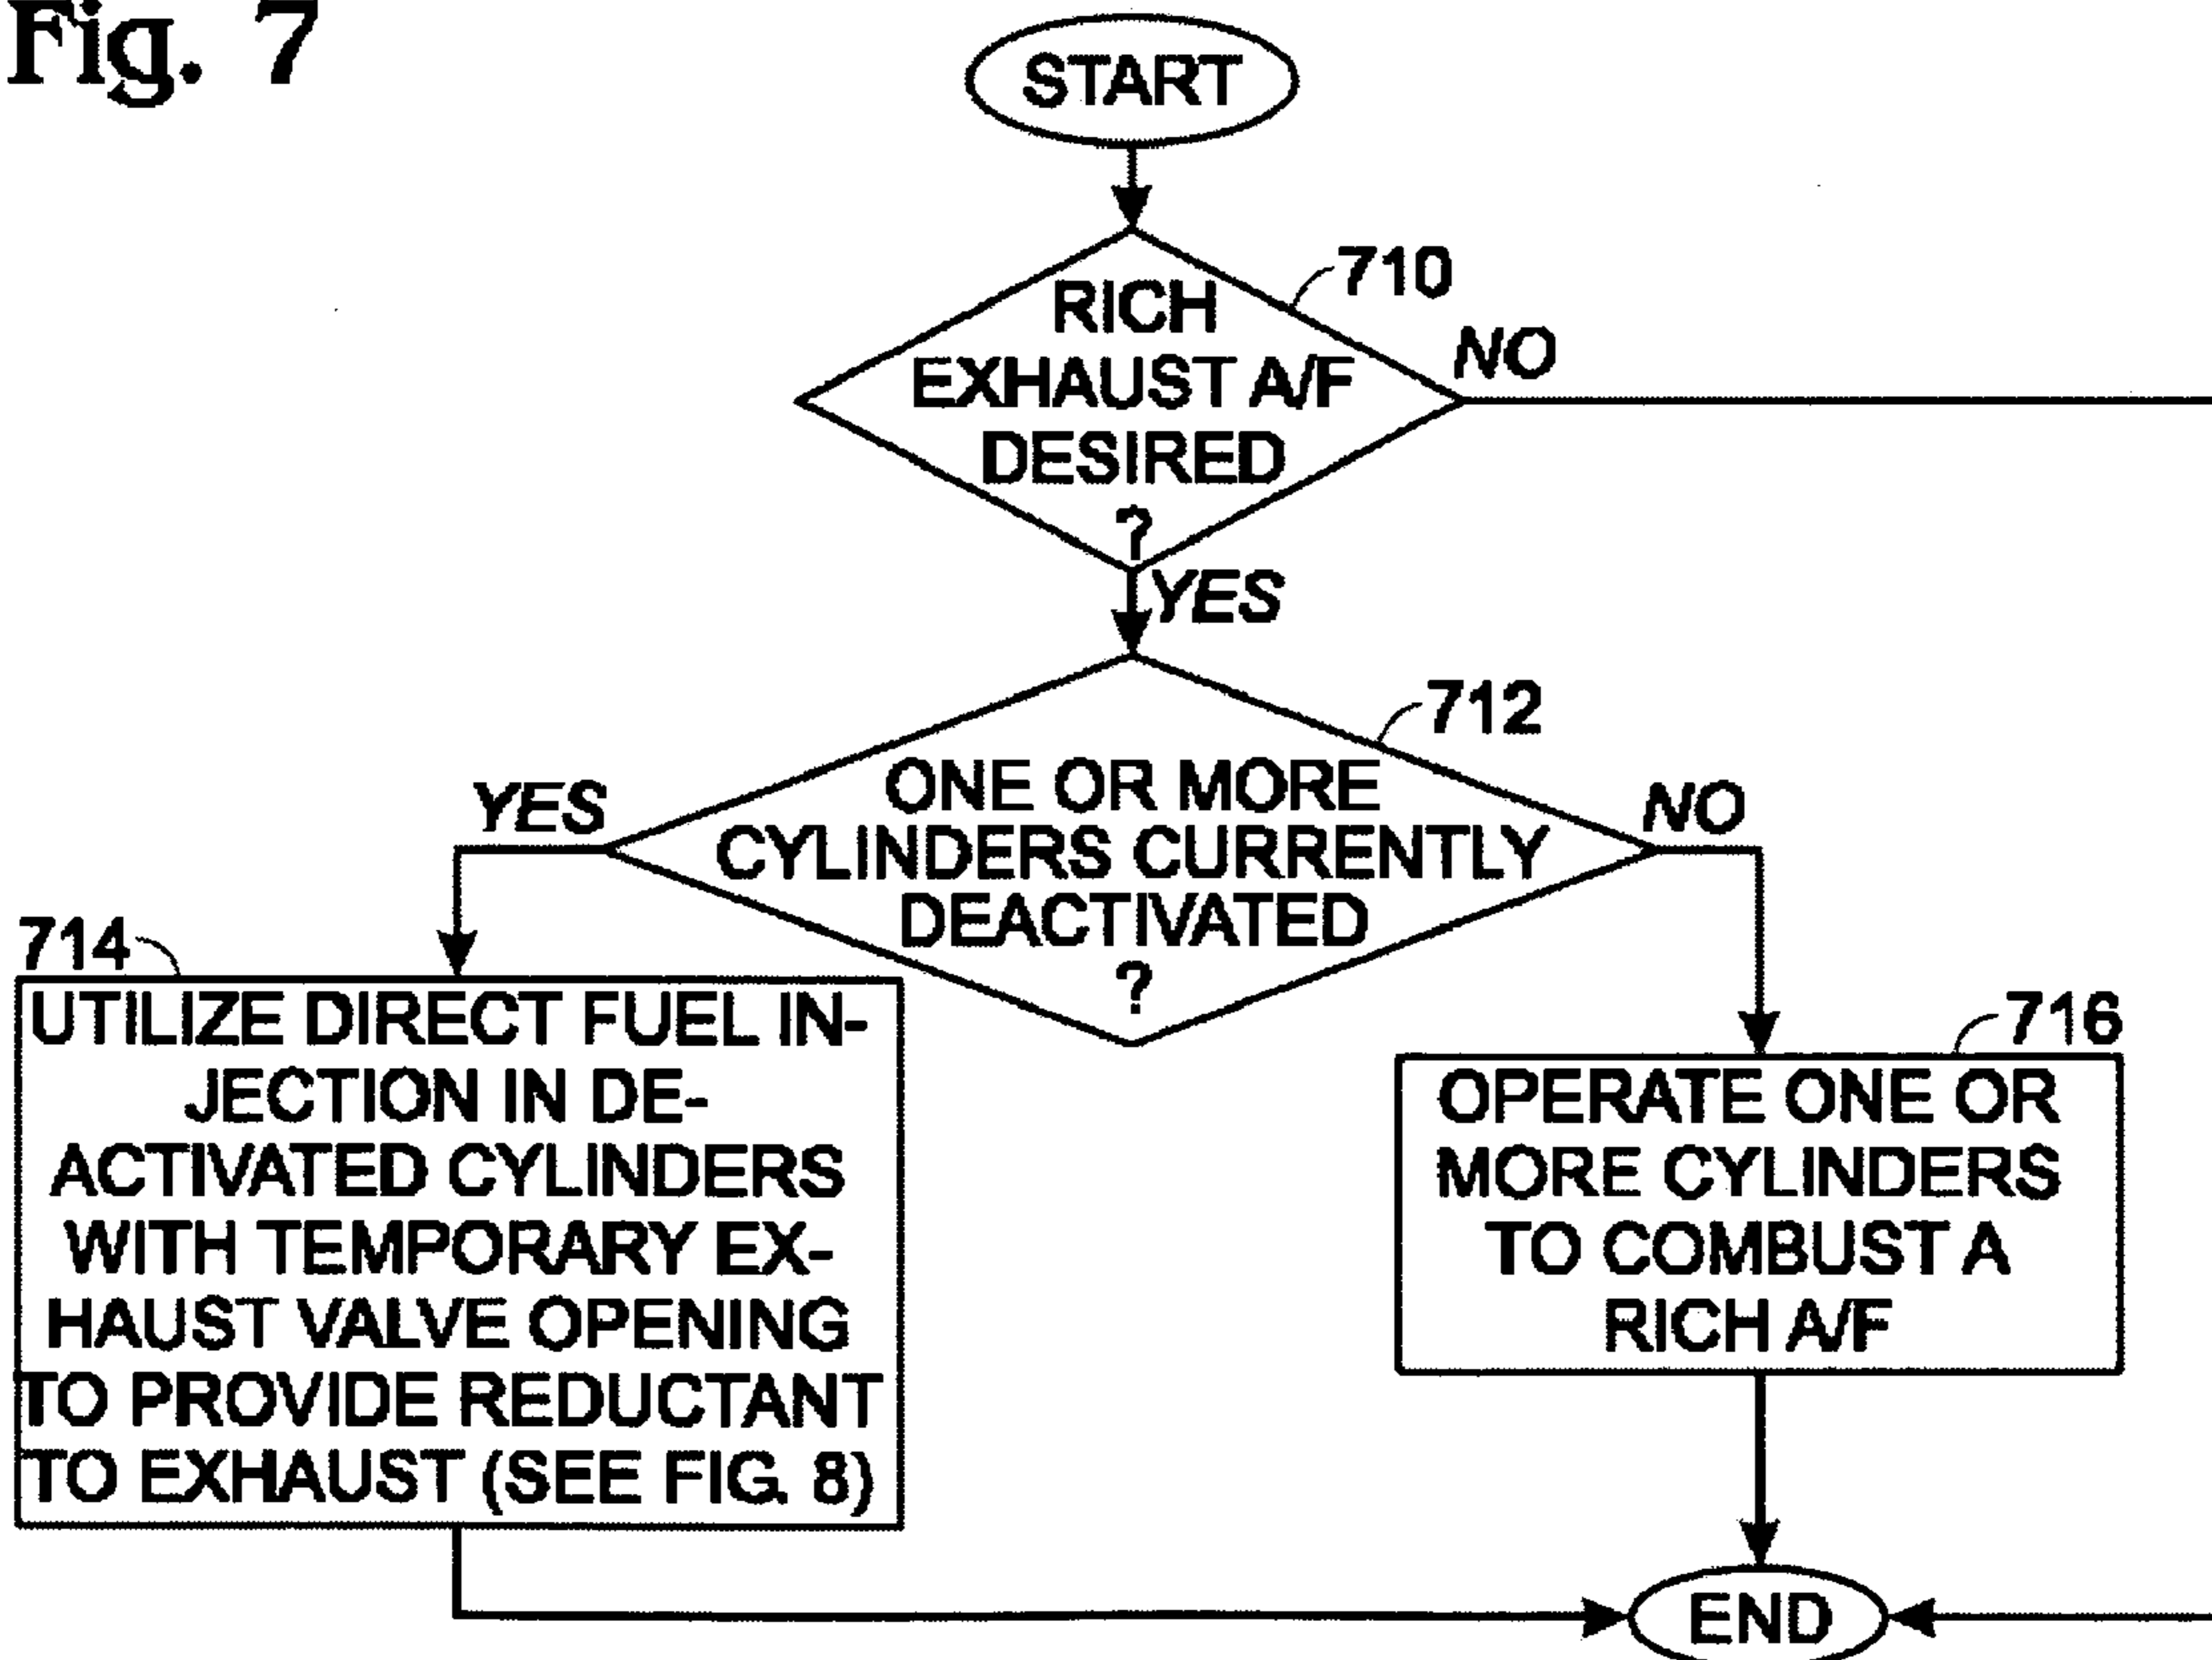 Fig. 7
START
710
RICH
EXHAUST A/F
DESIRED
?
NO
YES
712
ONE OR MORE
CYLINDERS CURRENTLY
DEACTIVATED
?
YES
NO
714
UTILIZE DIRECT FUEL IN-
JECTION IN DE-
ACTIVATED CYLINDERS
WITH TEMPORARY EX-
HAUST VALVE OPENING
TO PROVIDE REDUCTANT
TO EXHAUST (SEE FIG. 8)
716
OPERATE ONE OR
MORE CYLINDERS
TO COMBUST A
RICH A/F
END